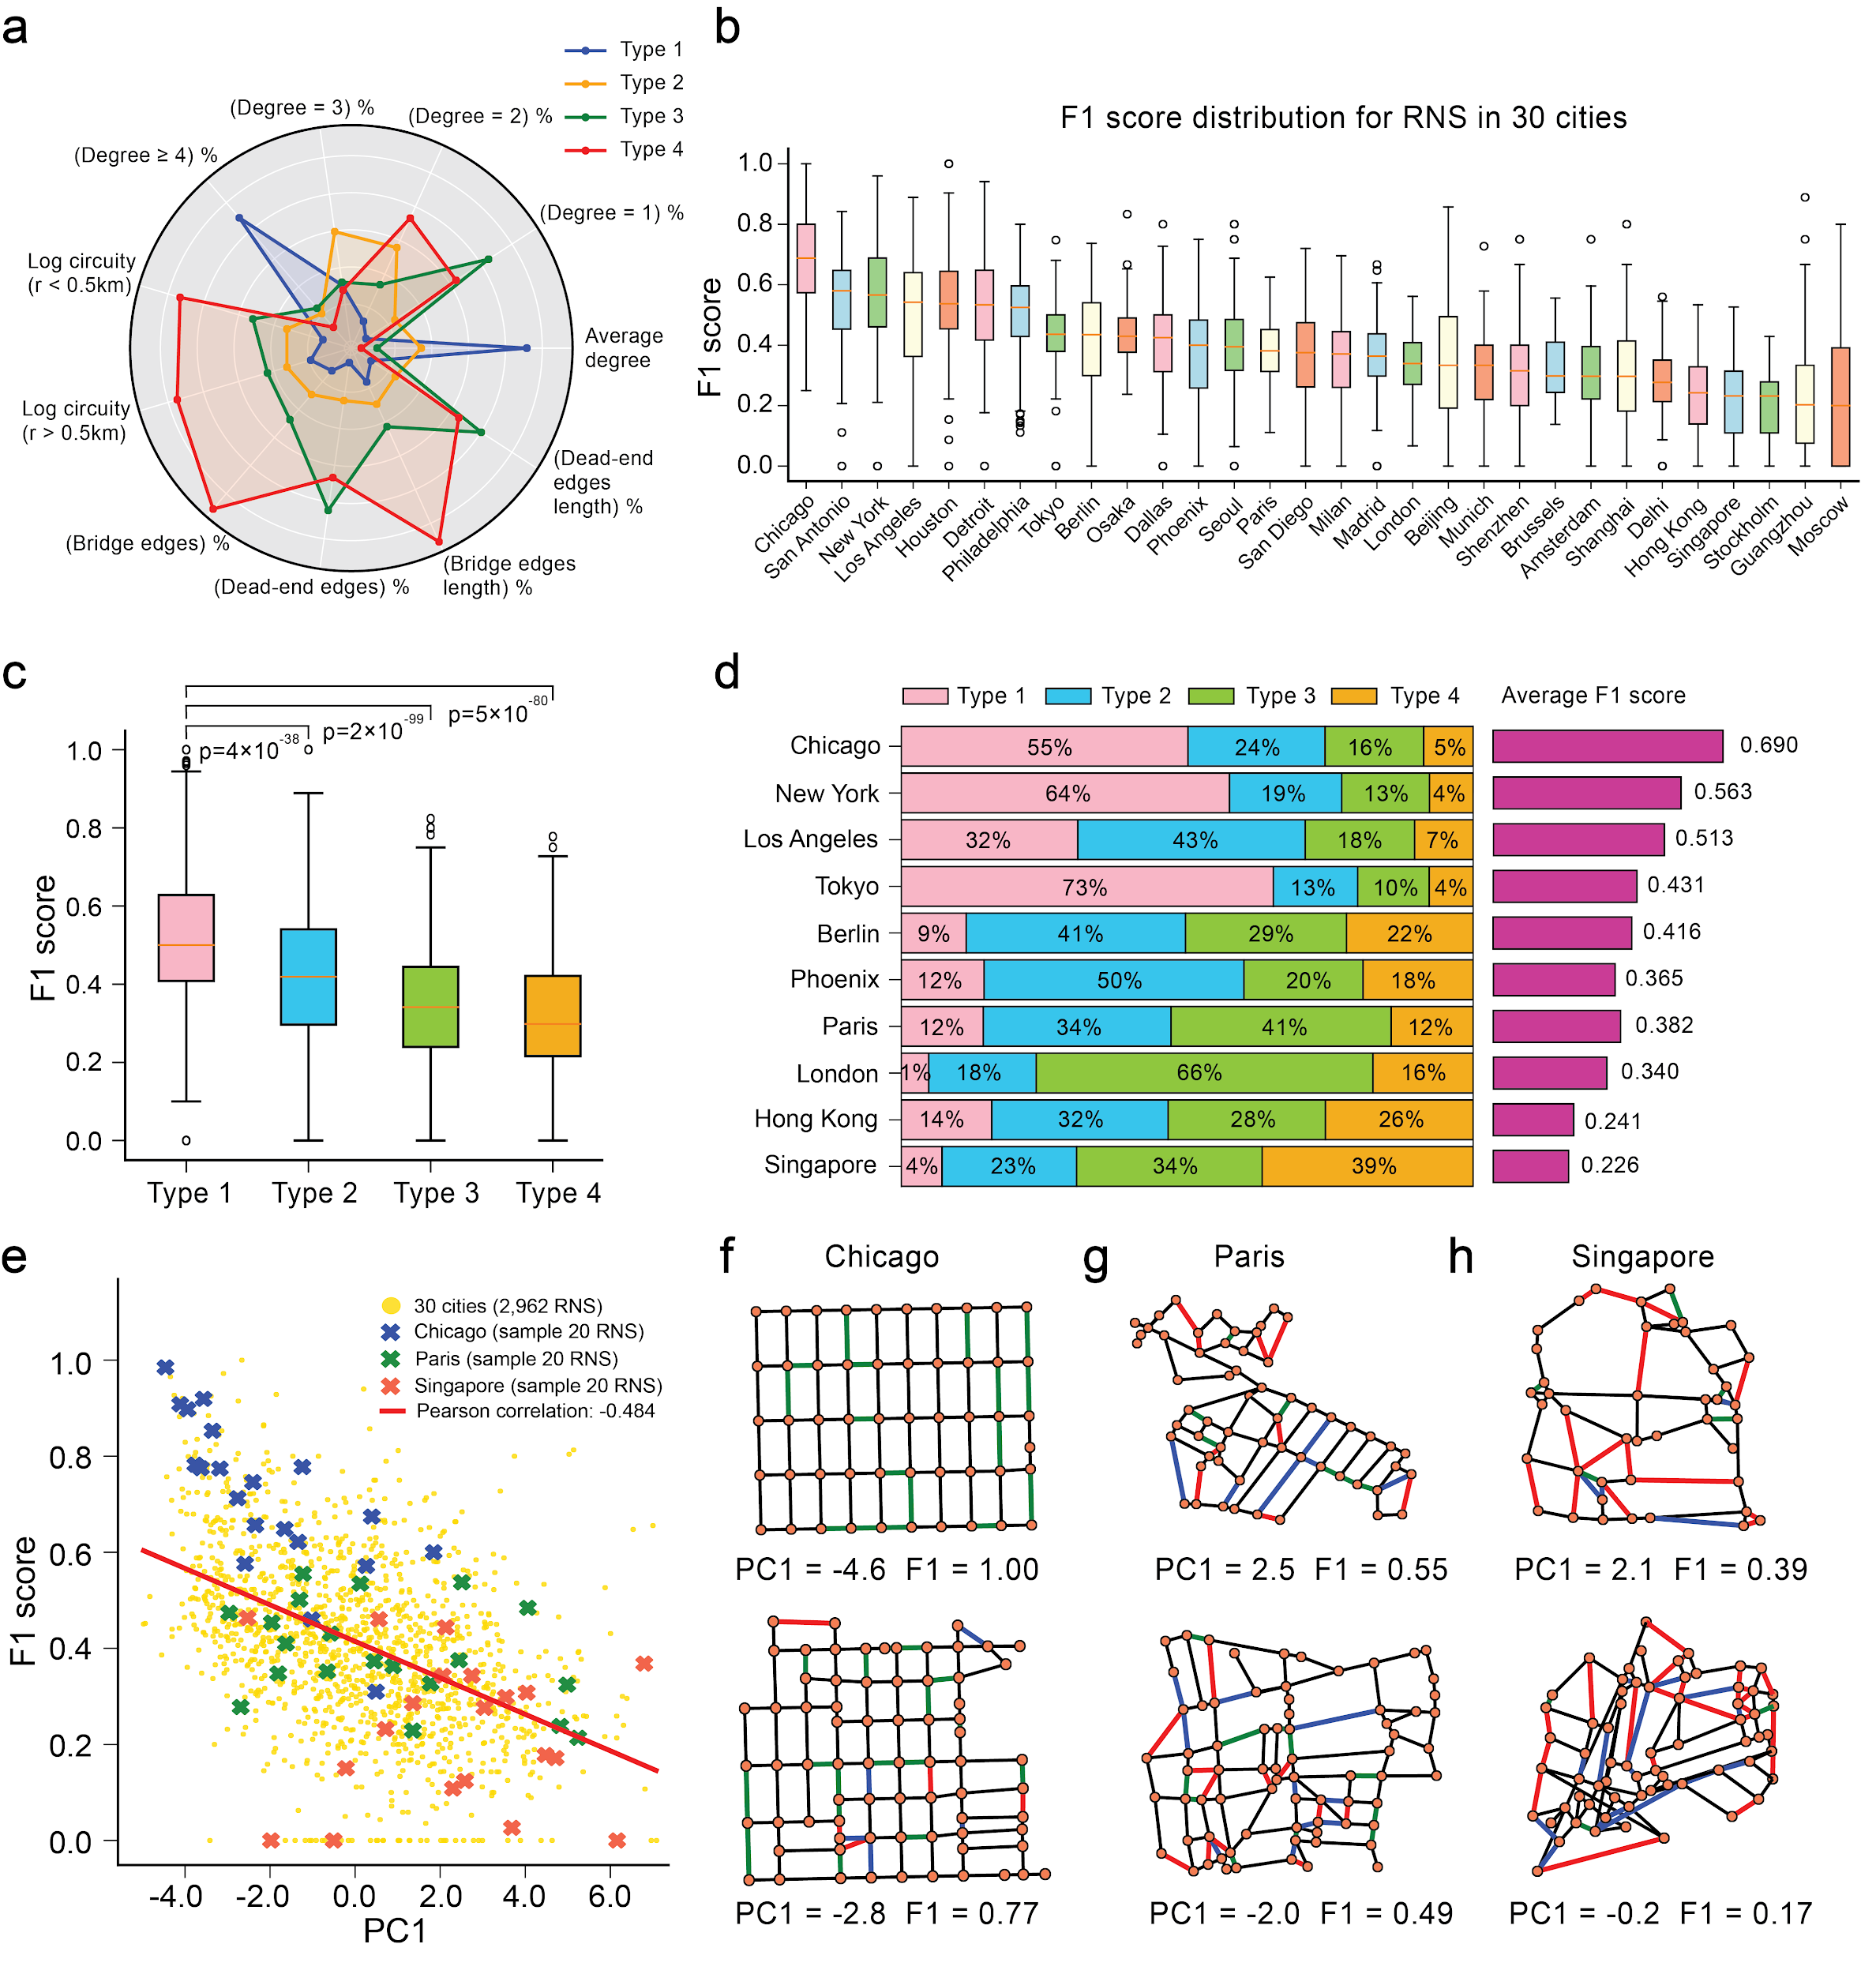 a
Type 1
Type 2
Type 3
Type 4
(Degree = 3) %
(Degree = 2) %
(Degree ≥ 4) %
(Degree = 1) %
Log circuity
(r < 0.5km)
Average
degree
Log circuity
(r > 0.5km)
(Dead-end
edges
length) %
(Bridge edges) %
(Dead-end edges) %
(Bridge edges
length) %
b
F1 score distribution for RNS in 30 cities
F1 score
1.0
0.8
0.6
0.4
0.2
0.0
Chicago
San Antonio
New York
Los Angeles
Houston
Detroit
Philadelphia
Tokyo
Berlin
Osaka
Dallas
Phoenix
Seoul
Paris
San Diego
Milan
Madrid
London
Beijing
Munich
Shenzhen
Brussels
Amsterdam
Shanghai
Delhi
Hong Kong
Singapore
Stockholm
Guangzhou
Moscow
c
p=4×10-38
p=2×10-99
p=5×10-80
F1 score
1.0
0.8
0.6
0.4
0.2
0.0
Type 1 Type 2 Type 3 Type 4
d
Type 1 Type 2 Type 3 Type 4 Average F1 score
Chicago 55% 24% 16% 5% 0.690
New York 64% 19% 13% 4% 0.563
Los Angeles 32% 43% 18% 7% 0.513
Tokyo 73% 13% 10% 4% 0.431
Berlin 9% 41% 29% 22% 0.416
Phoenix 12% 50% 20% 18% 0.365
Paris 12% 34% 41% 12% 0.382
London 1% 18% 66% 16% 0.340
Hong Kong 14% 32% 28% 26% 0.241
Singapore 4% 23% 34% 39% 0.226
e
30 cities (2,962 RNS)
Chicago (sample 20 RNS)
Paris (sample 20 RNS)
Singapore (sample 20 RNS)
Pearson correlation: -0.484
F1 score
1.0
0.8
0.6
0.4
0.2
0.0
-4.0 -2.0 0.0 2.0 4.0 6.0
PC1
f
Chicago
PC1 = -4.6 F1 = 1.00
PC1 = -2.8 F1 = 0.77
g
Paris
PC1 = 2.5 F1 = 0.55
PC1 = -2.0 F1 = 0.49
h
Singapore
PC1 = 2.1 F1 = 0.39
PC1 = -0.2 F1 = 0.17